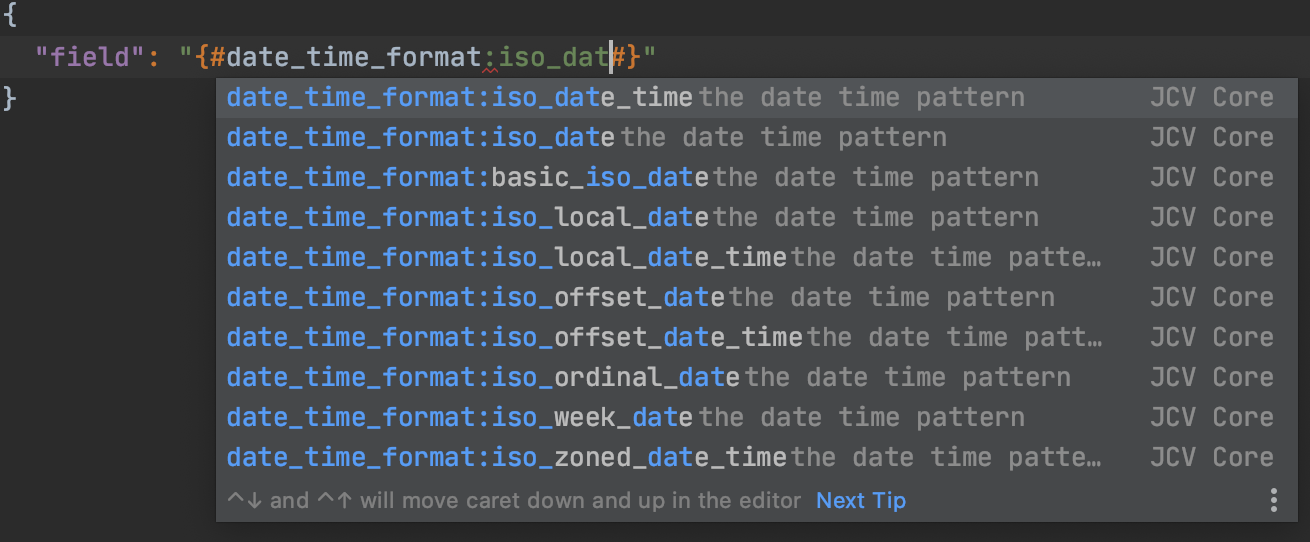 {
"field": "{#date_time_format:iso_dat#}"
}
date_time_format:iso_date_time the date time pattern JCV Core
date_time_format:iso_date the date time pattern JCV Core
date_time_format:basic_iso_date the date time pattern JCV Core
date_time_format:iso_local_date the date time pattern JCV Core
date_time_format:iso_local_date_time the date time patte… JCV Core
date_time_format:iso_offset_date the date time pattern JCV Core
date_time_format:iso_offset_date_time the date time patt… JCV Core
date_time_format:iso_ordinal_date the date time pattern JCV Core
date_time_format:iso_week_date the date time pattern JCV Core
date_time_format:iso_zoned_date_time the date time patte… JCV Core
^↓ and ^↑ will move caret down and up in the editor Next Tip